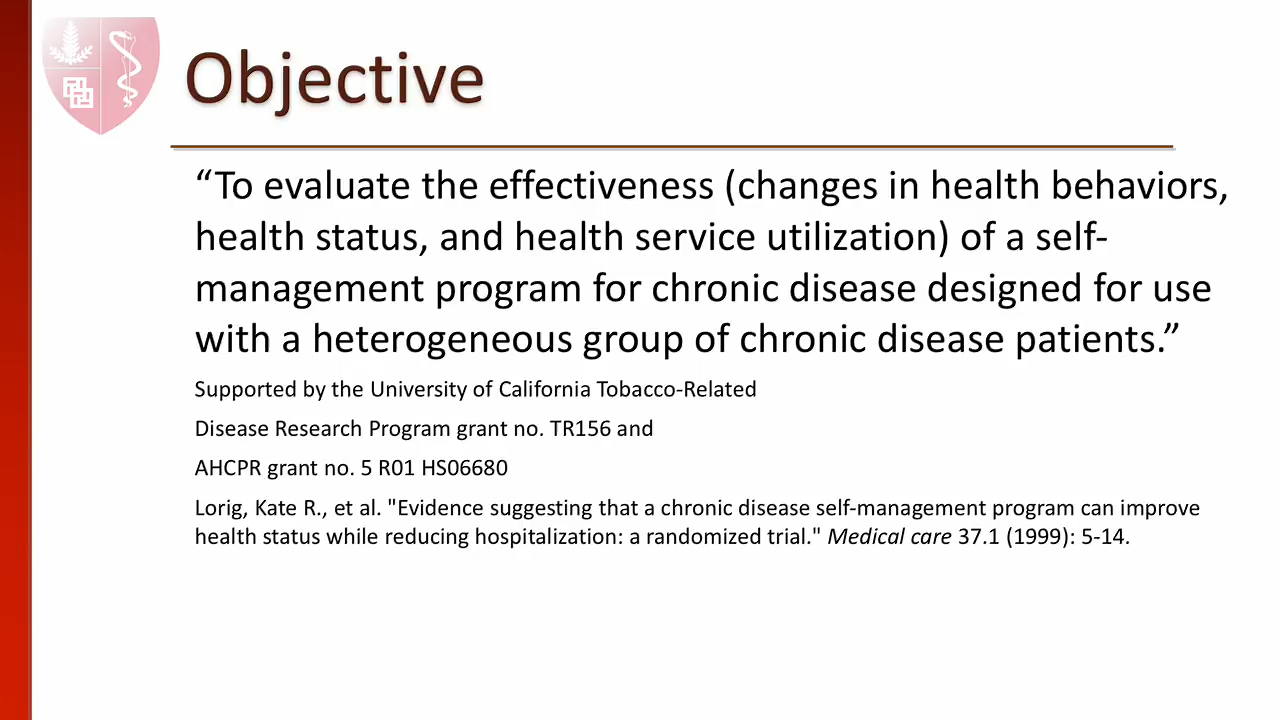 Objective
“To evaluate the effectiveness (changes in health behaviors,
health status, and health service utilization) of a self-
management program for chronic disease designed for use
with a heterogeneous group of chronic disease patients.”
Supported by the University of California Tobacco-Related
Disease Research Program grant no. TR156 and
AHCPR grant no. 5 R01 HS06680
Lorig, Kate R., et al. "Evidence suggesting that a chronic disease self-management program can improve
health status while reducing hospitalization: a randomized trial." Medical care 37.1 (1999): 5-14.